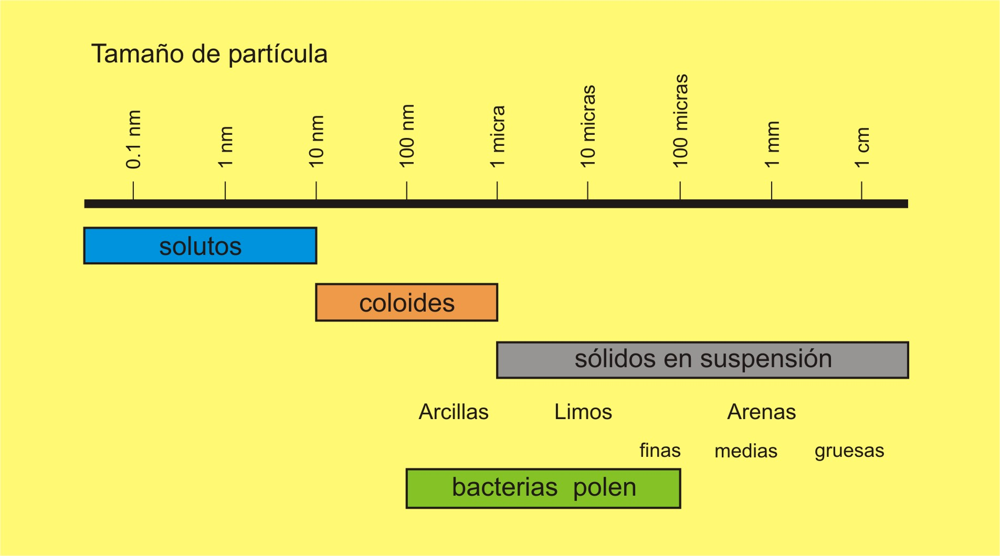 Tamaño de partícula
0.1 nm
1 nm
10 nm
100 nm
1 micra
10 micras
100 micras
1 mm
1 cm
solutos
coloides
sólidos en suspensión
Arcillas Limos Arenas
finas medias gruesas
bacterias polen